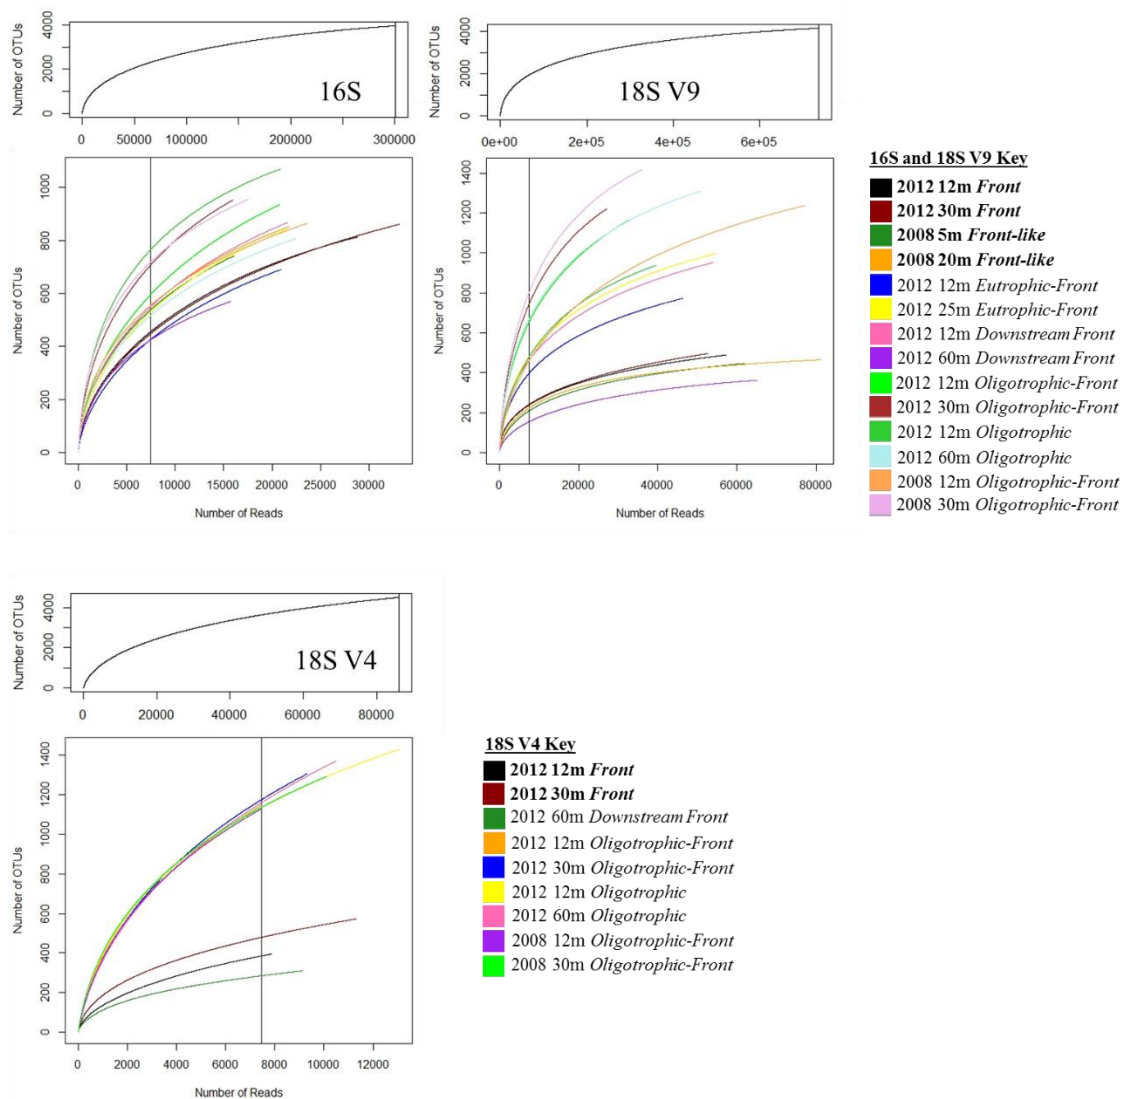 Number of OTUs
4000
2000
0
16S
0 50000 100000 200000 300000
Number of OTUs
4000
2000
0
18S V9
0e+00 2e+05 4e+05 6e+05
Number of OTUs
1000
800
600
400
200
0
0 5000 10000 15000 20000 25000 30000
Number of Reads
Number of OTUs
1400
1200
1000
800
600
400
200
0
0 20000 40000 60000 80000
Number of Reads
16S and 18S V9 Key
2012 12m Front
2012 30m Front
2008 5m Front-like
2008 20m Front-like
2012 12m Eutrophic-Front
2012 25m Eutrophic-Front
2012 12m Downstream Front
2012 60m Downstream Front
2012 12m Oligotrophic-Front
2012 30m Oligotrophic-Front
2012 12m Oligotrophic
2012 60m Oligotrophic
2008 12m Oligotrophic-Front
2008 30m Oligotrophic-Front
Number of OTUs
4000
2000
0
18S V4
0 20000 40000 60000 80000
Number of OTUs
1400
1200
1000
800
600
400
200
0
0 2000 4000 6000 8000 10000 12000
Number of Reads
18S V4 Key
2012 12m Front
2012 30m Front
2012 60m Downstream Front
2012 12m Oligotrophic-Front
2012 30m Oligotrophic-Front
2012 12m Oligotrophic
2012 60m Oligotrophic
2008 12m Oligotrophic-Front
2008 30m Oligotrophic-Front